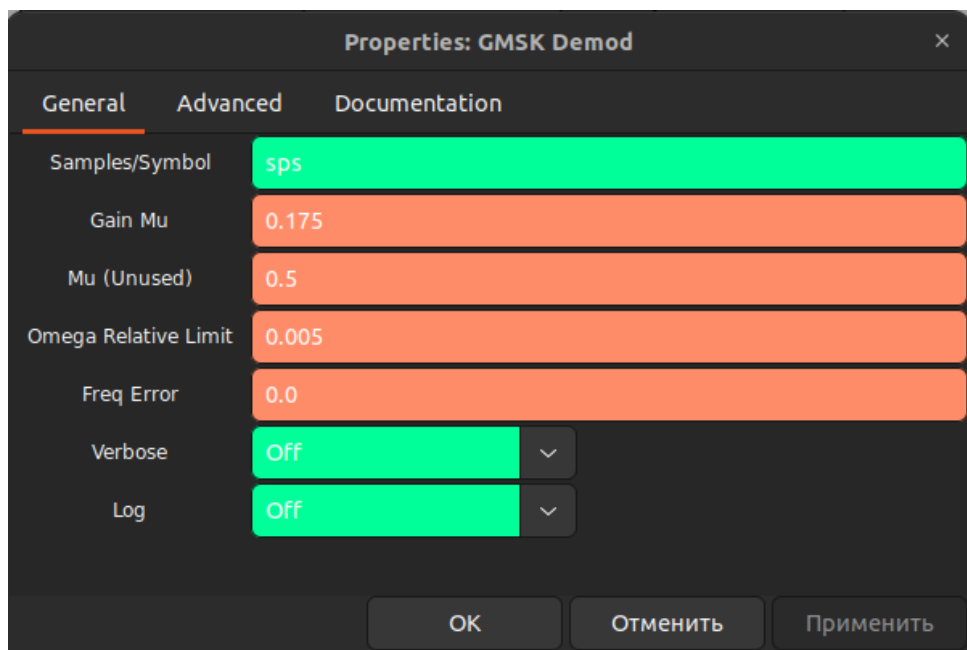 Properties: GMSK Demod ×
General Advanced Documentation
Samples/Symbol sps
Gain Mu 0.175
Mu (Unused) 0.5
Omega Relative Limit 0.005
Freq Error 0.0
Verbose Off
Log Off
ОК Отменить Применить